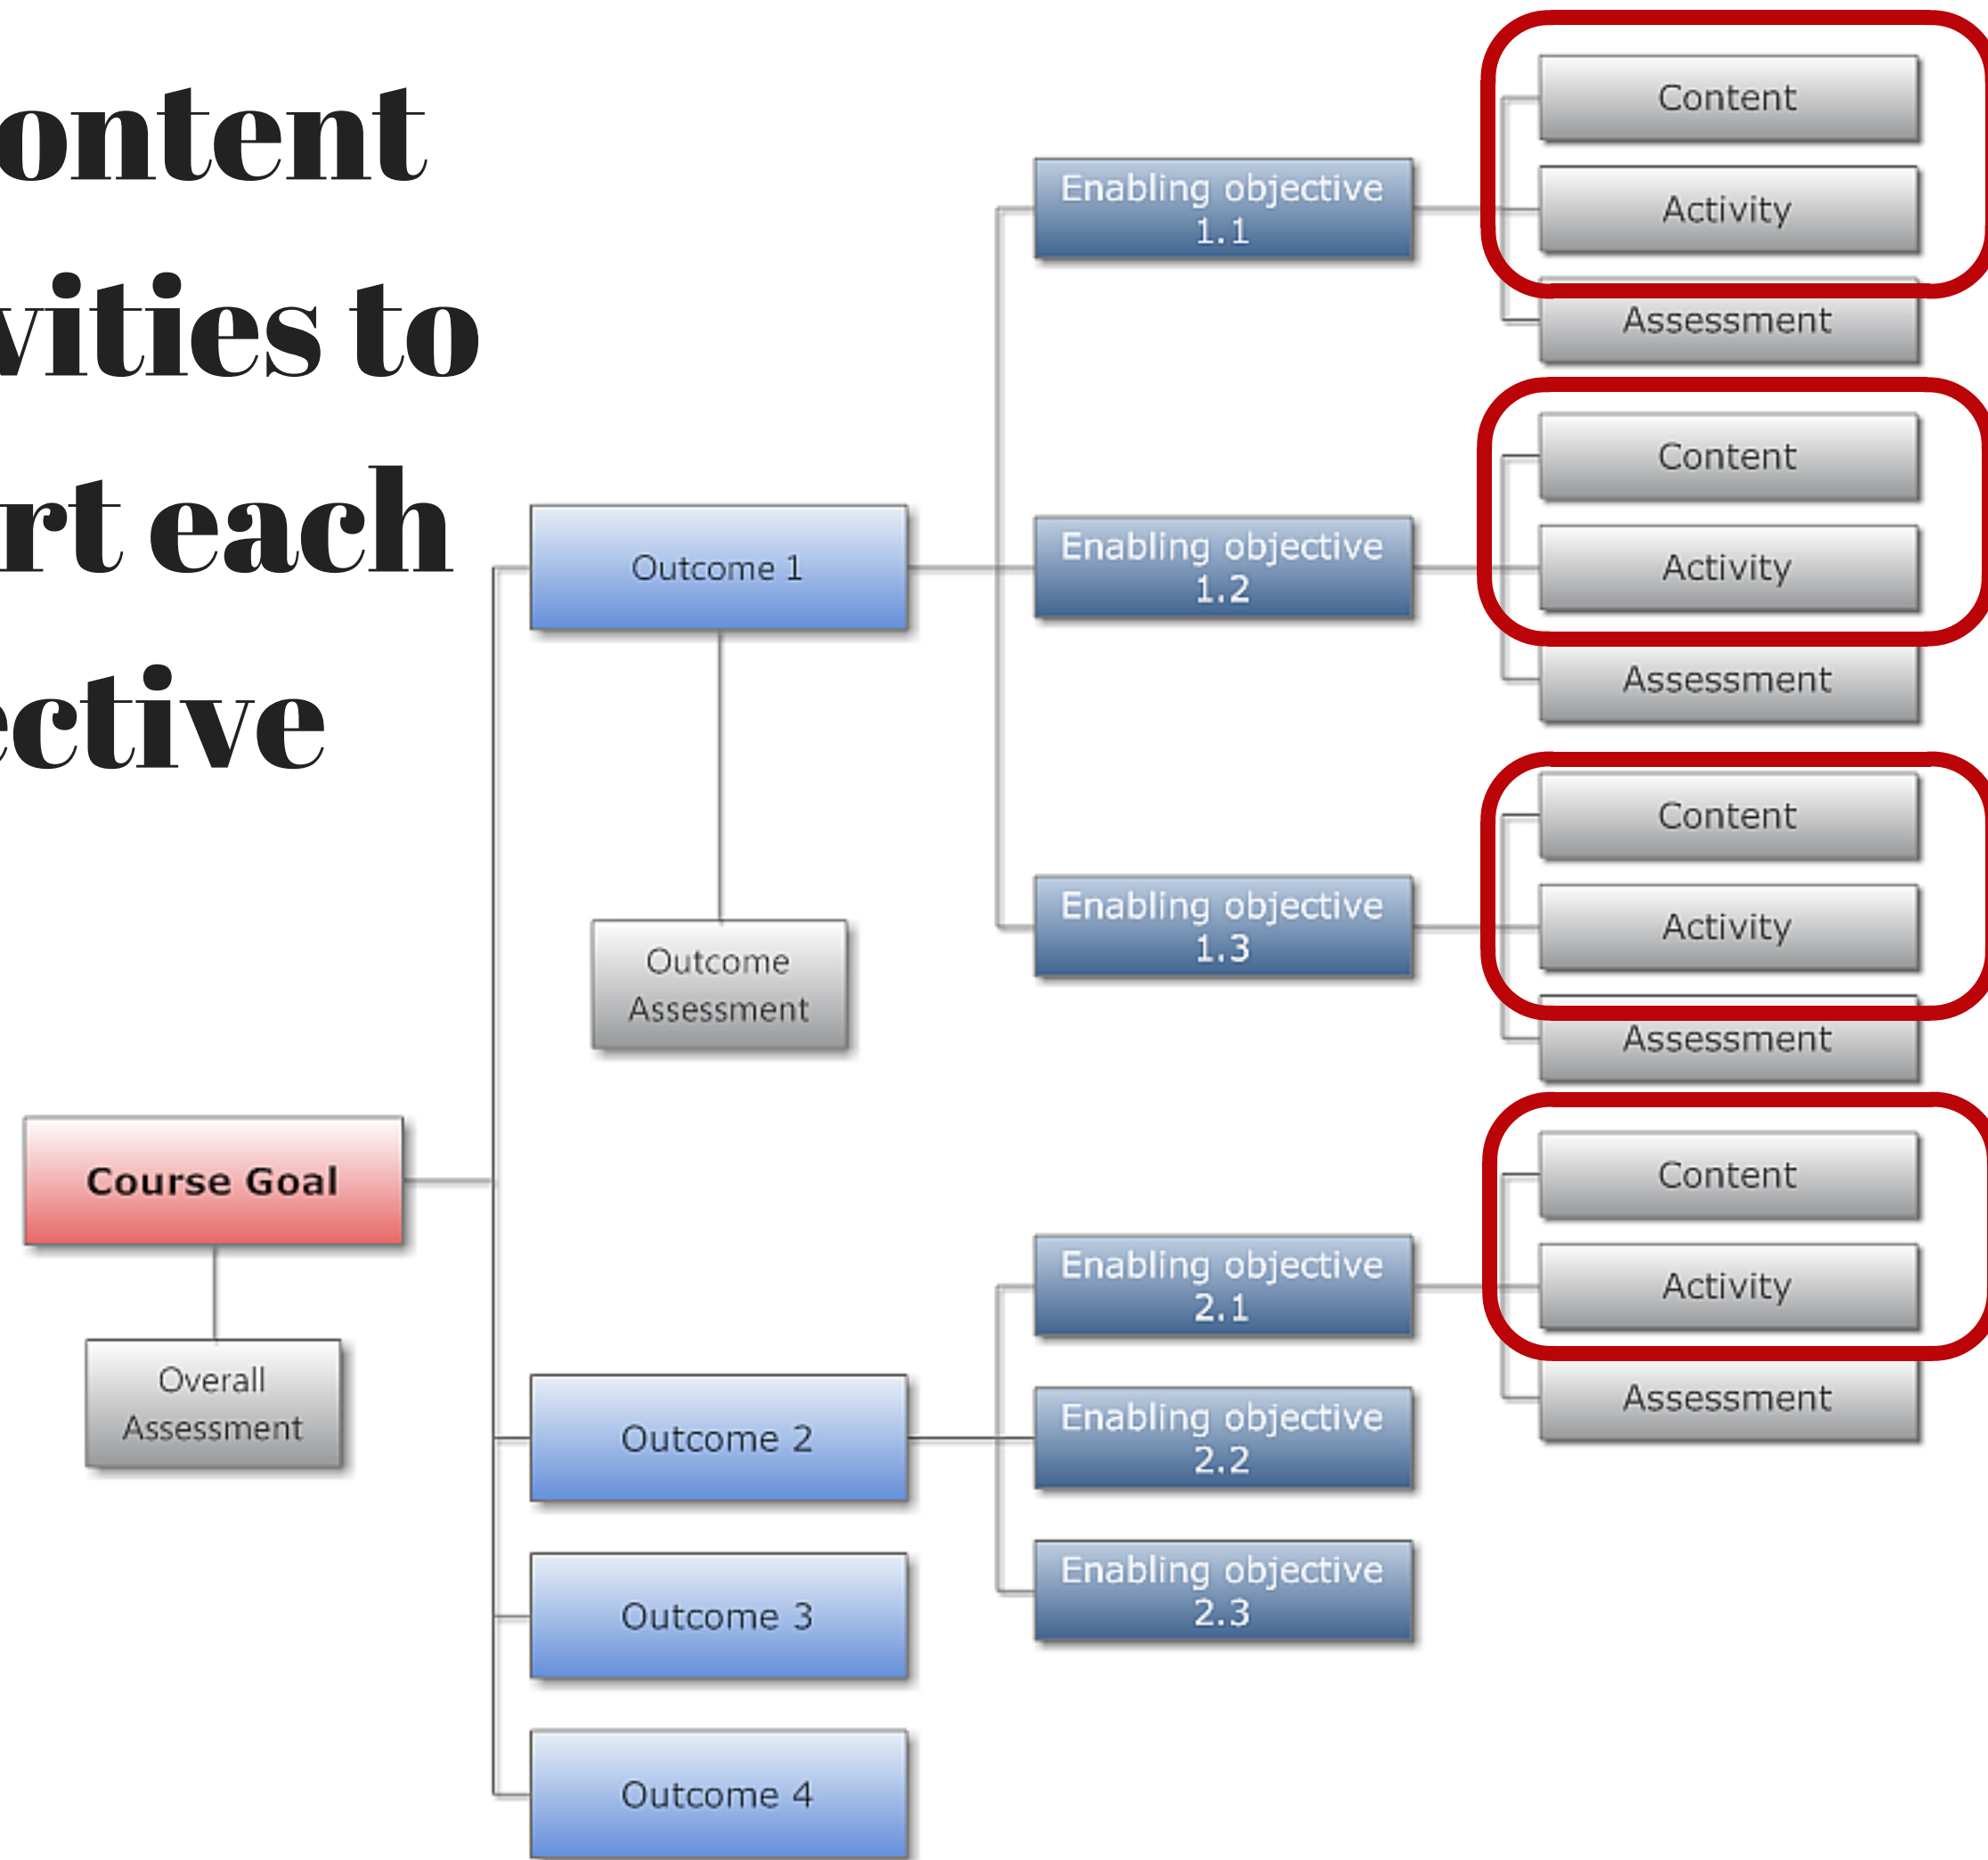 ontent
vities to
rt each
ective
Content
Activity
Assessment
Enabling objective
1.1
Content
Activity
Assessment
Enabling objective
1.2
Outcome 1
Content
Activity
Assessment
Enabling objective
1.3
Outcome
Assessment
Course Goal
Overall
Assessment
Content
Activity
Assessment
Enabling objective
2.1
Outcome 2
Enabling objective
2.2
Enabling objective
2.3
Outcome 3
Outcome 4